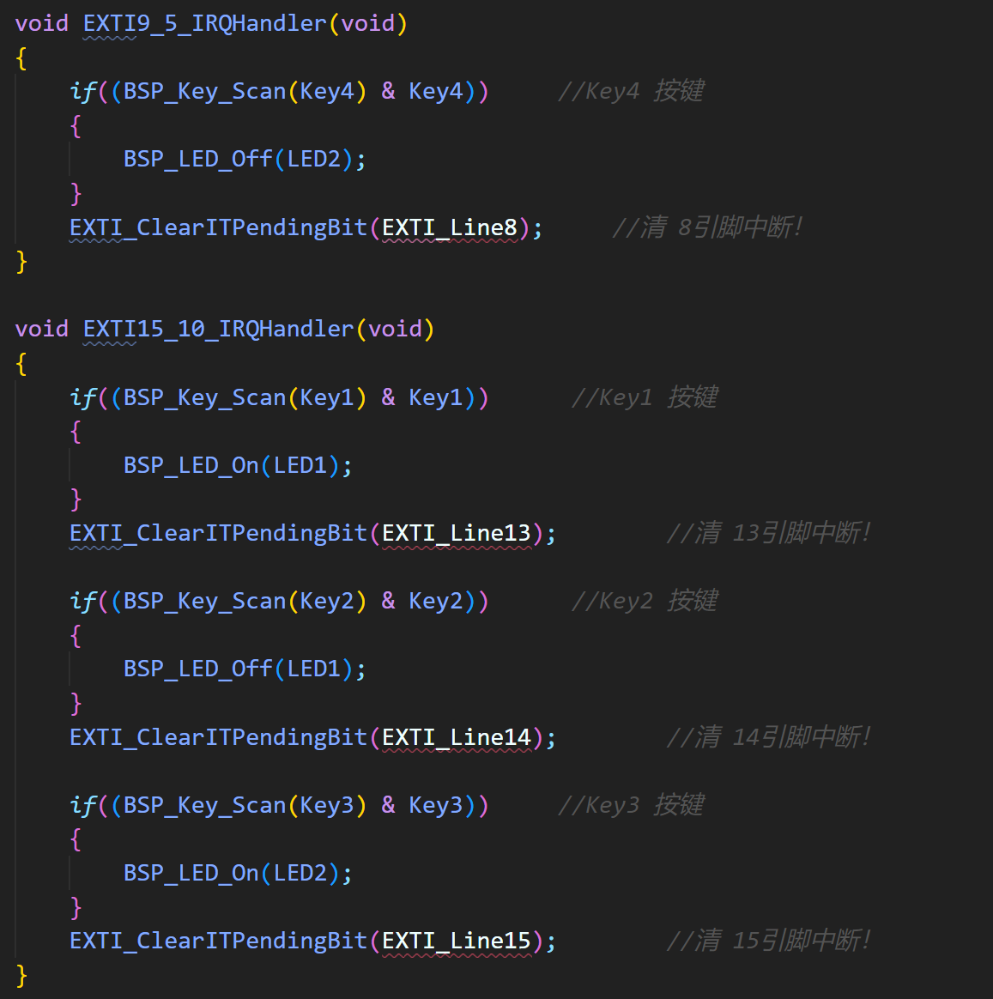 void EXTI9_5_IRQHandler(void)
{
    if((BSP_Key_Scan(Key4) & Key4))     //Key4 按键
    {
        BSP_LED_Off(LED2);
    }
    EXTI_ClearITPendingBit(EXTI_Line8);     //清 8引脚中断!
}

void EXTI15_10_IRQHandler(void)
{
    if((BSP_Key_Scan(Key1) & Key1))      //Key1 按键
    {
        BSP_LED_On(LED1);
    }
    EXTI_ClearITPendingBit(EXTI_Line13);        //清 13引脚中断!

    if((BSP_Key_Scan(Key2) & Key2))      //Key2 按键
    {
        BSP_LED_Off(LED1);
    }
    EXTI_ClearITPendingBit(EXTI_Line14);        //清 14引脚中断!

    if((BSP_Key_Scan(Key3) & Key3))     //Key3 按键
    {
        BSP_LED_On(LED2);
    }
    EXTI_ClearITPendingBit(EXTI_Line15);        //清 15引脚中断!
}